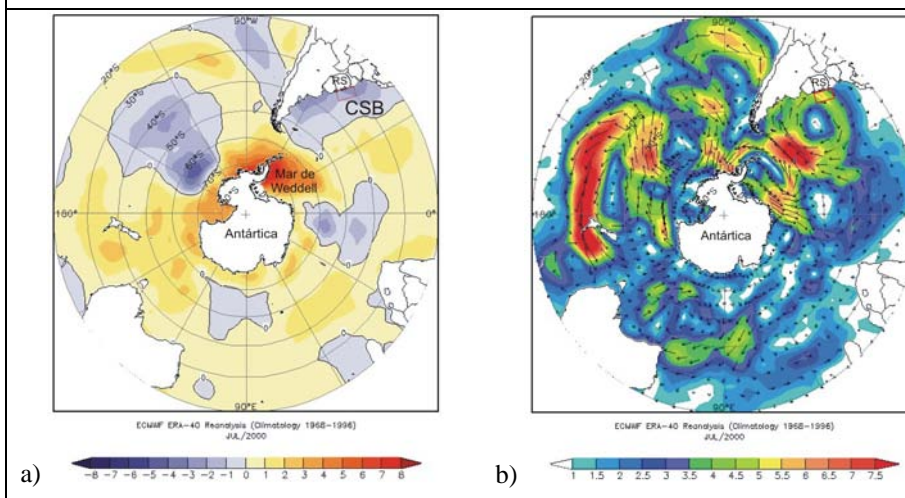 90°W
20°S
30°S
40°S
50°S
60°S
70°S
80°S
RS
CSB
Mar de
Weddell
180°
0°
Antártica
90°E
ECMWF ERA-40 Reanalysis (Climatology 1968-1996)
JUL/2000
a)
-8 -7 -6 -5 -4 -3 -2 -1 0 1 2 3 4 5 6 7 8
90°W
20°S
RS
180°
0°
Antártica
90°E
ECMWF ERA-40 Reanalysis (Climatology 1968-1996)
JUL/2000
b)
1 1.5 2 2.5 3 3.5 4 4.5 5 5.5 6 6.5 7 7.5